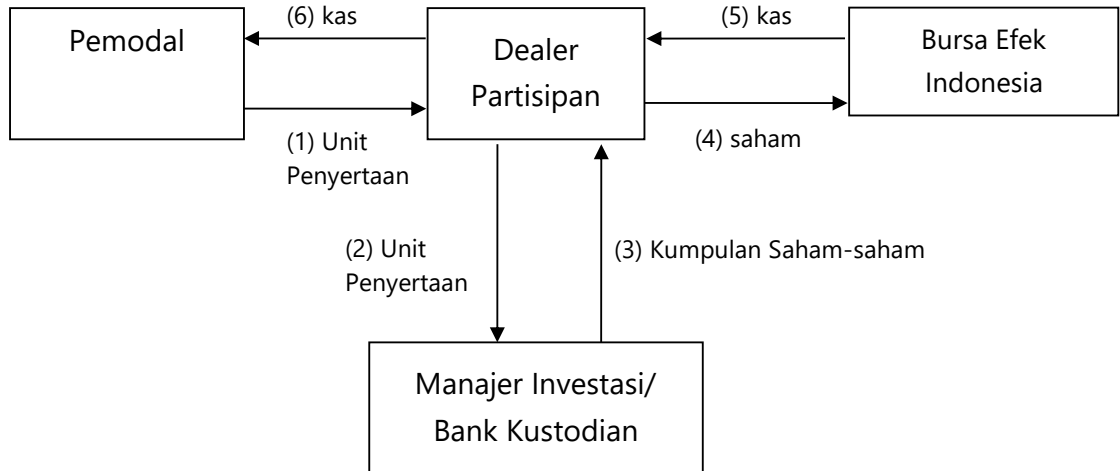 (6) kas
(5) kas
Pemodal
Dealer
Partisipan
Bursa Efek
Indonesia
(1) Unit
Penyertaan
(4) saham
(2) Unit
Penyertaan
(3) Kumpulan Saham-saham
Manajer Investasi/
Bank Kustodian